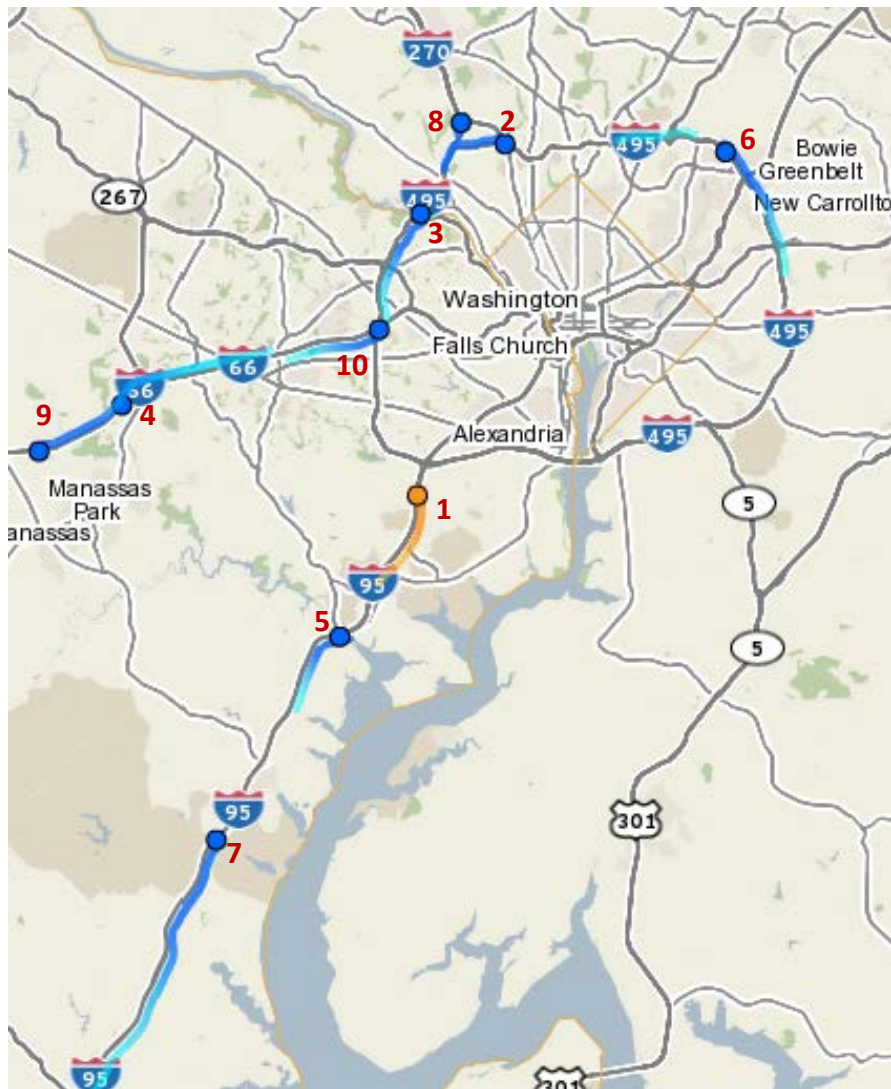 270
8
2
495
6
Bowie
Greenbelt
New Carrollto
267
495
3
Washington
495
Falls Church
10
66
66
9
4
Alexandria
495
Manassas
Park
anassas
5
1
95
5
5
95
301
7
95
301